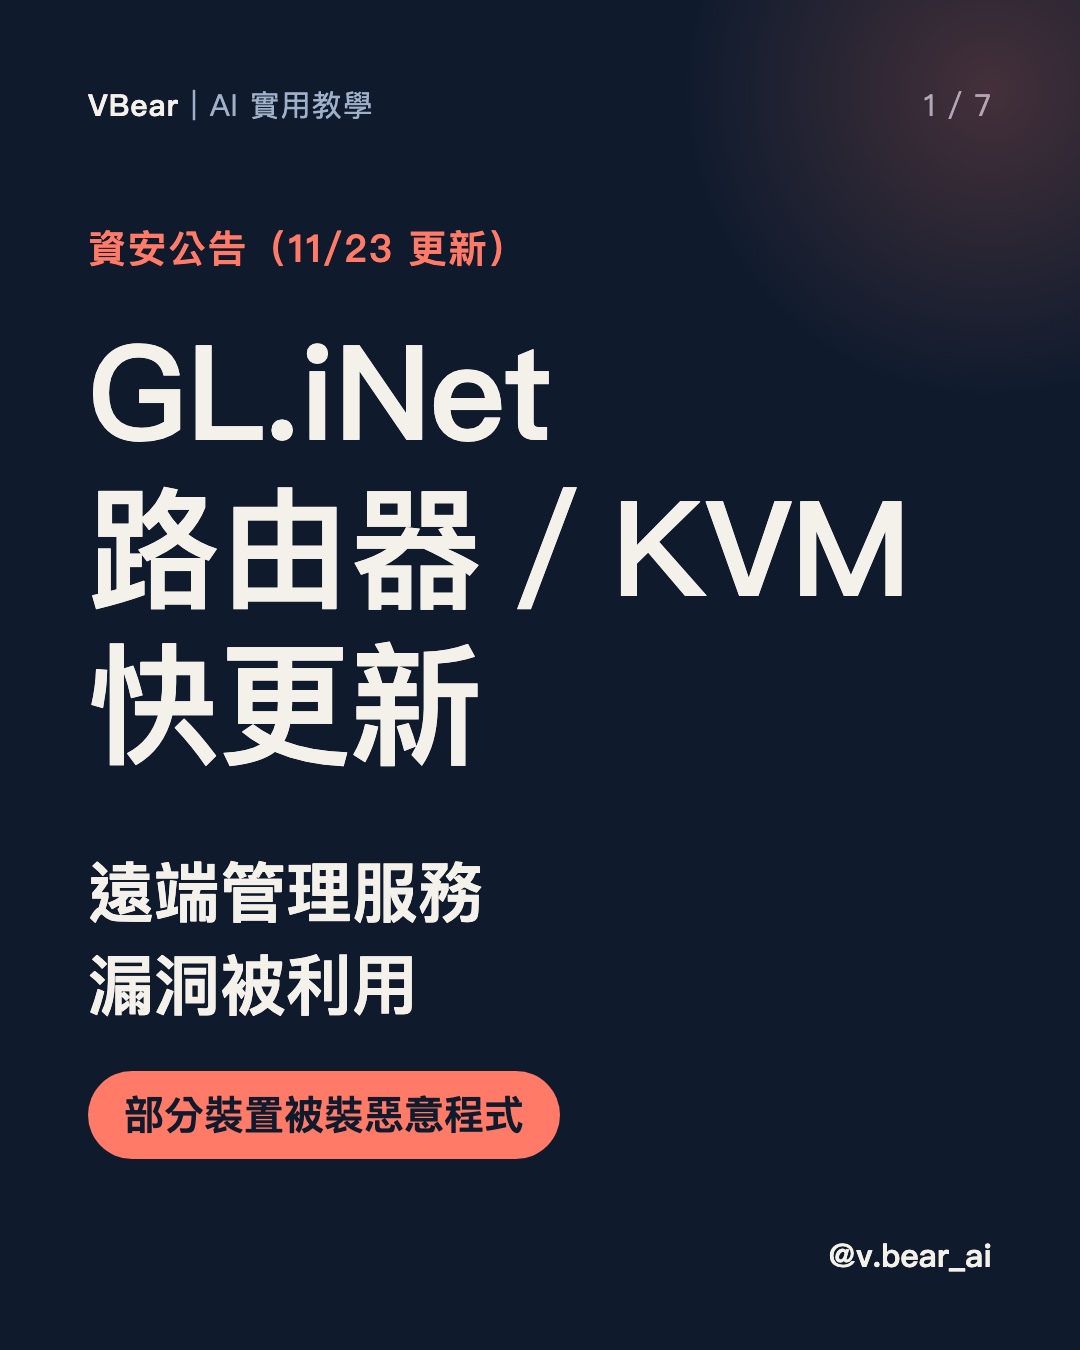 VBear | AI 實用教學
1 / 7
資安公告（11/23 更新）
GL.iNet
路由器 / KVM
快更新
遠端管理服務
漏洞被利用
部分裝置被裝惡意程式
@v.bear_ai